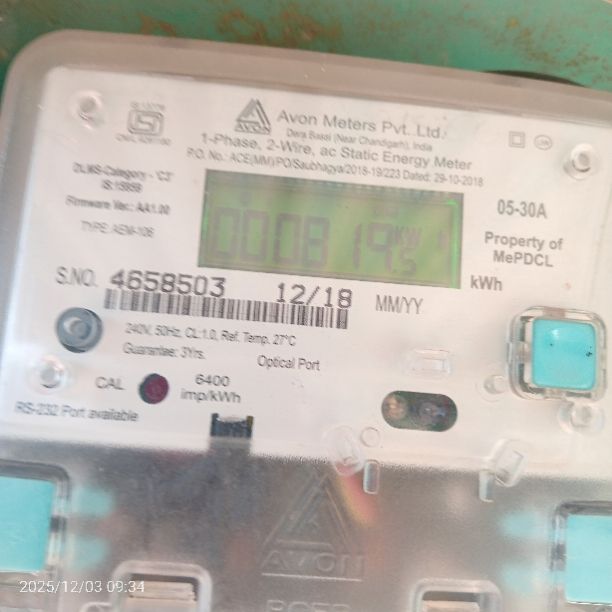 Avon Meters Pvt. Ltd.
AVON
Dera Bassi (Near Chandigarh), India
1-Phase, 2-Wire, ac Static Energy Meter
P.O. No.: ACE(MM)/PO/Saubhagya/2018-19/223 Dated: 29-10-2018
DLMS-Category - 'C2'
IS:15959
Firmware Ver.: AA1.00
TYPE: AEM-106
KW
05-30A
Property of
MePDCL
kWh
S.NO. 4658503 12/18 MM/YY
240V, 50Hz, CL:1.0, Ref. Temp. 27°C
Guarantee: 3Yrs.
Optical Port
CAL
6400
imp/kWh
RS-232 Port available
AVON
2025/12/03 09:34